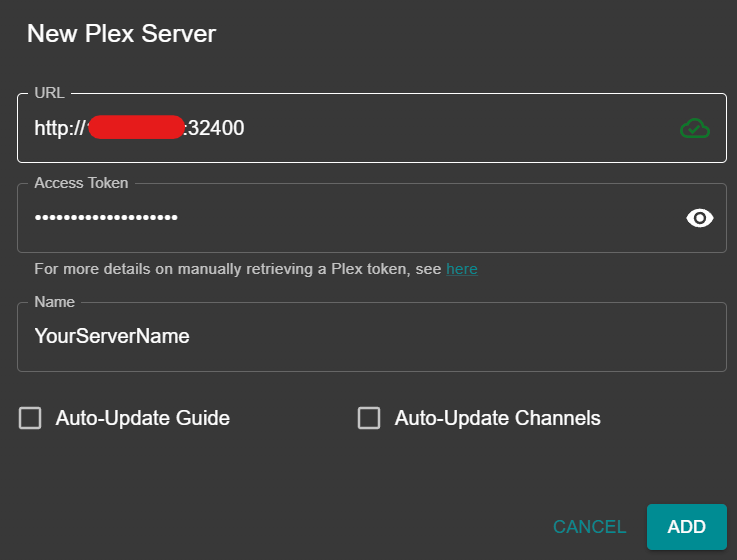 New Plex Server
URL
http:// :32400
Access Token
••••••••••••••••••••
For more details on manually retrieving a Plex token, see here
Name
YourServerName
Auto-Update Guide Auto-Update Channels
CANCEL ADD